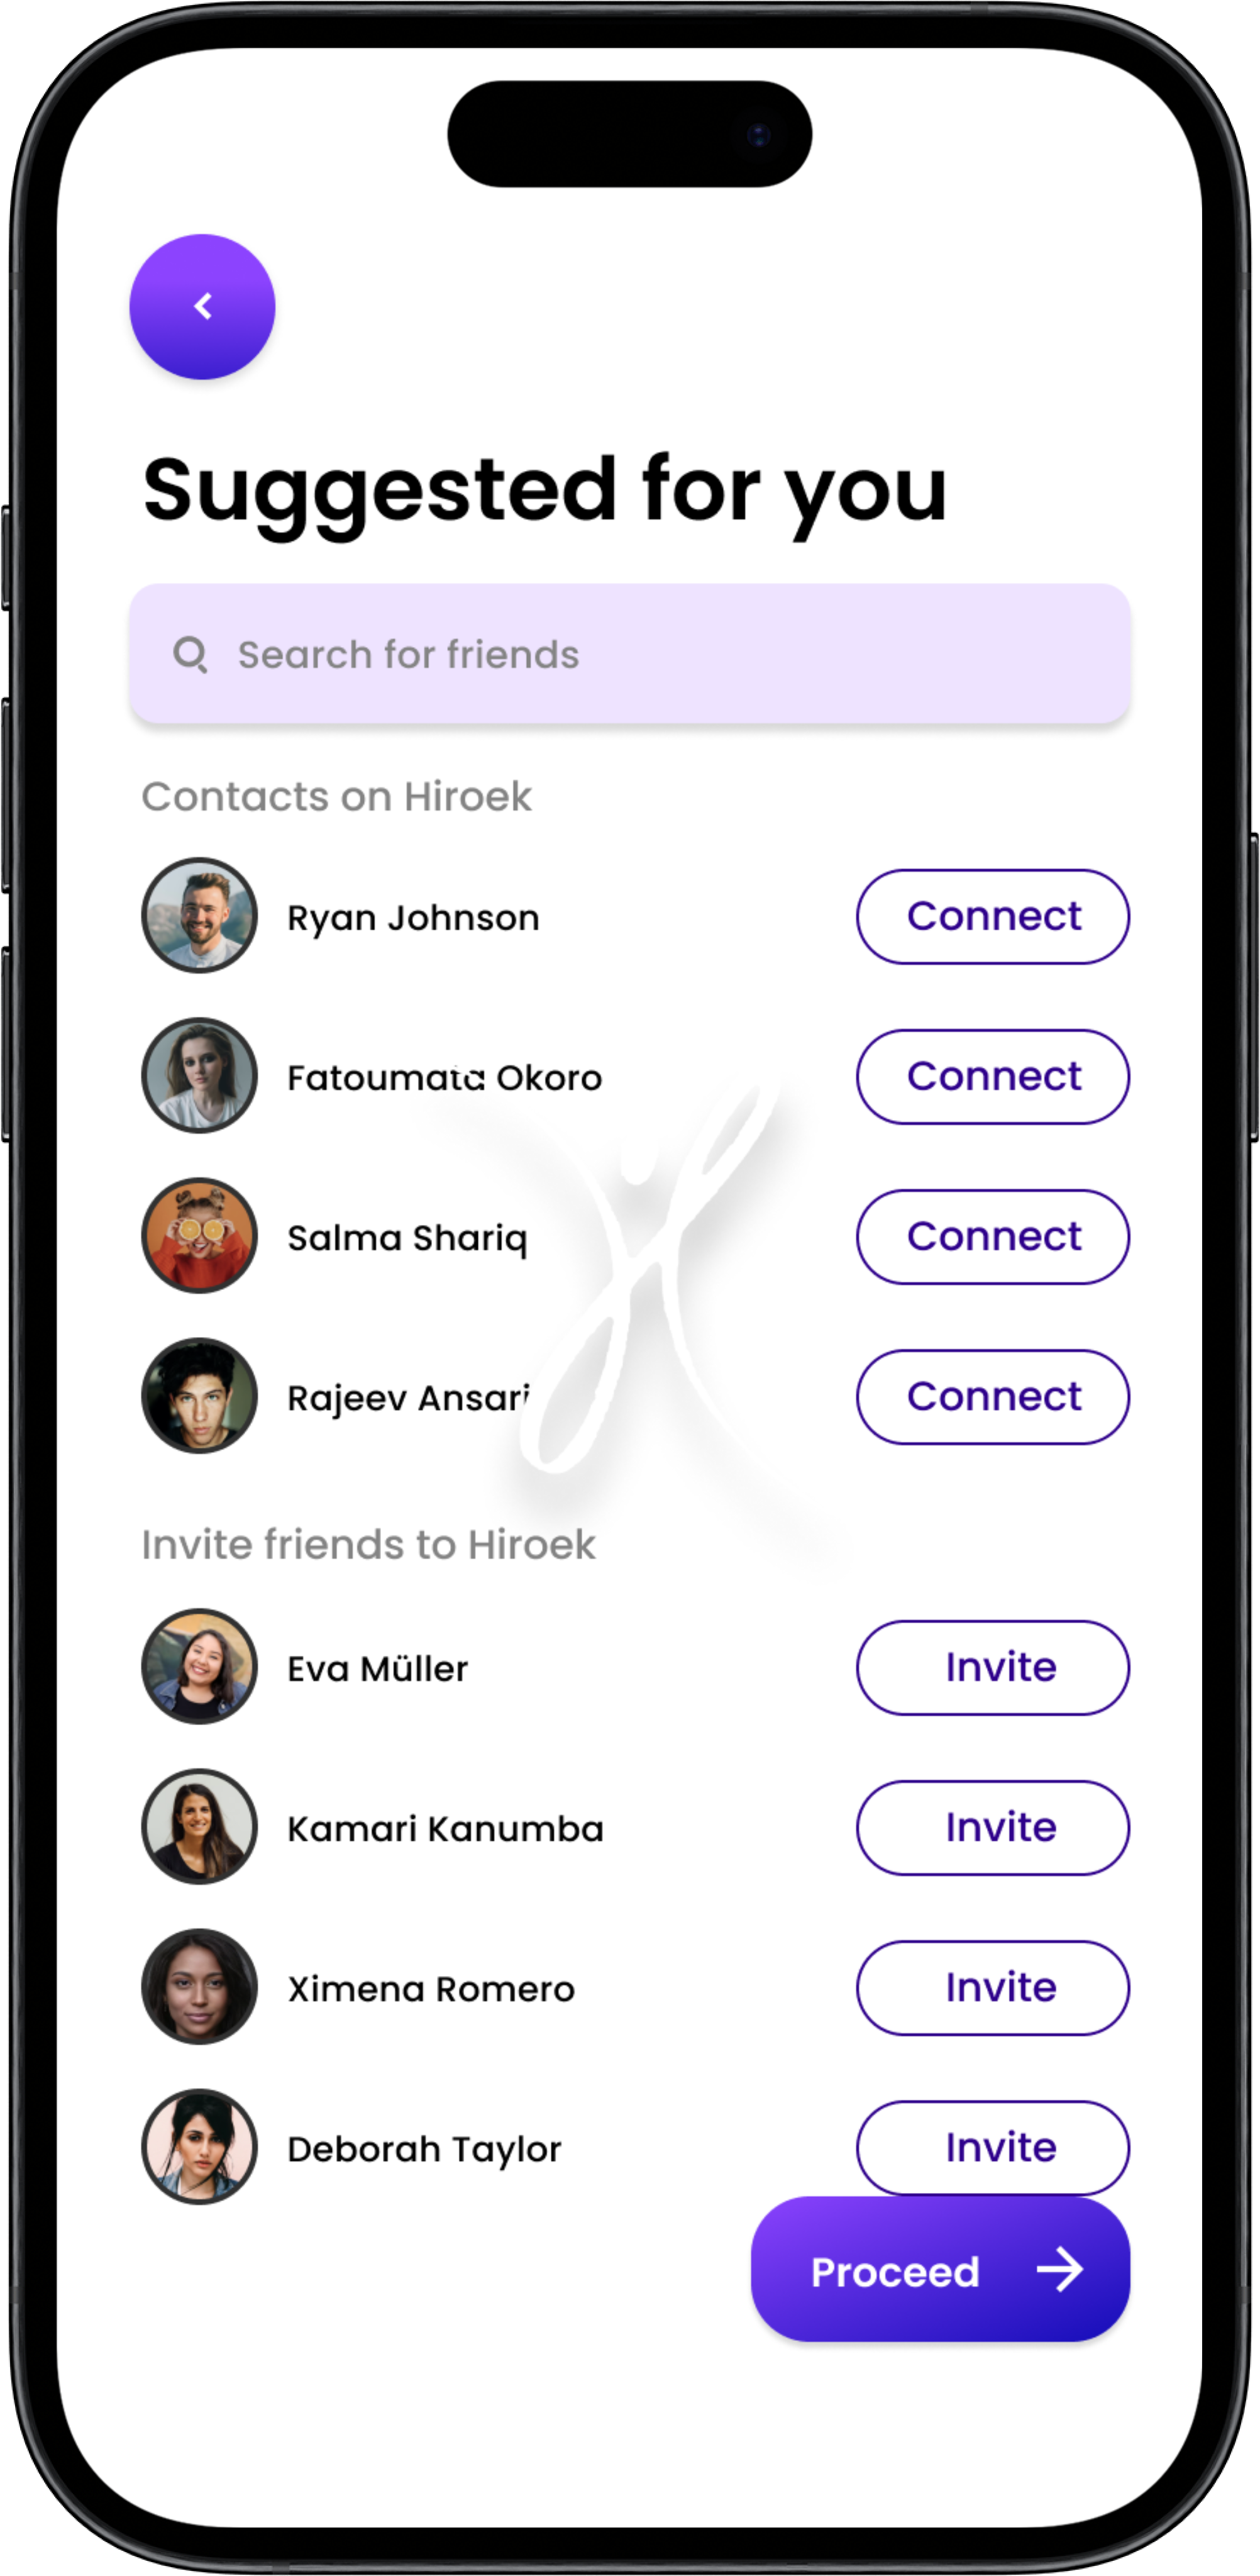 Suggested for you
Search for friends
Contacts on Hiroek
Ryan Johnson
Connect
Fatoumata Okoro
Connect
Salma Shariq
Connect
Rajeev Ansari
Connect
Invite friends to Hiroek
Eva Müller
Invite
Kamari Kanumba
Invite
Ximena Romero
Invite
Deborah Taylor
Invite
Proceed